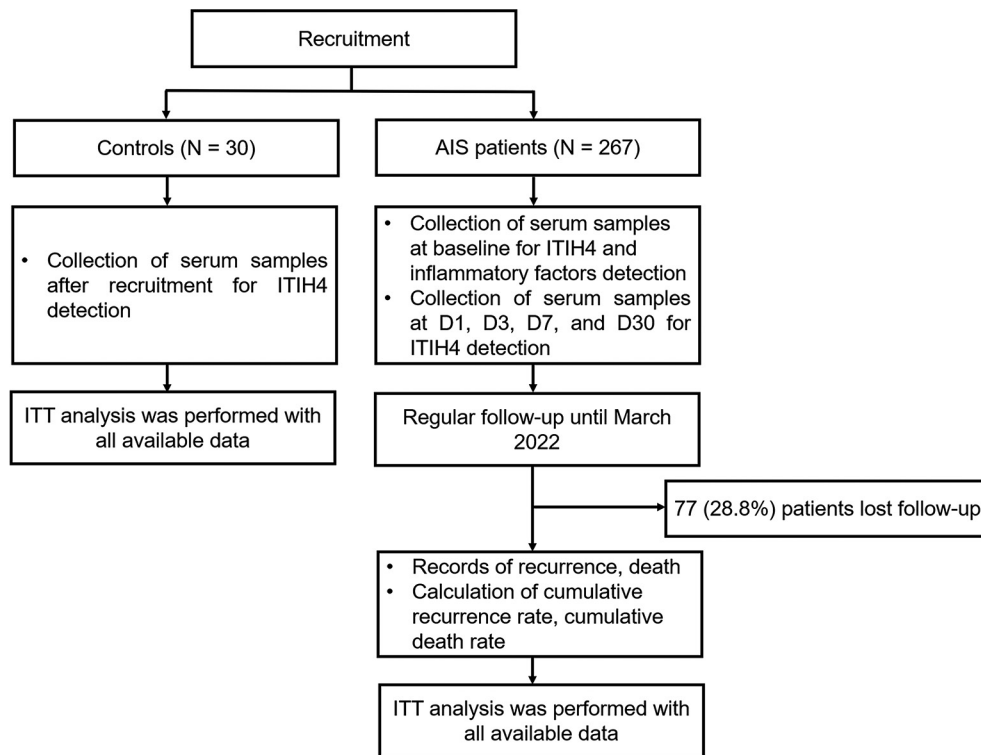 Recruitment
Controls (N = 30)
AIS patients (N = 267)
• Collection of serum samples
after recruitment for ITIH4
detection
• Collection of serum samples
at baseline for ITIH4 and
inflammatory factors detection
• Collection of serum samples
at D1, D3, D7, and D30 for
ITIH4 detection
ITT analysis was performed with
all available data
Regular follow-up until March
2022
77 (28.8%) patients lost follow-up
• Records of recurrence, death
• Calculation of cumulative
recurrence rate, cumulative
death rate
ITT analysis was performed with
all available data